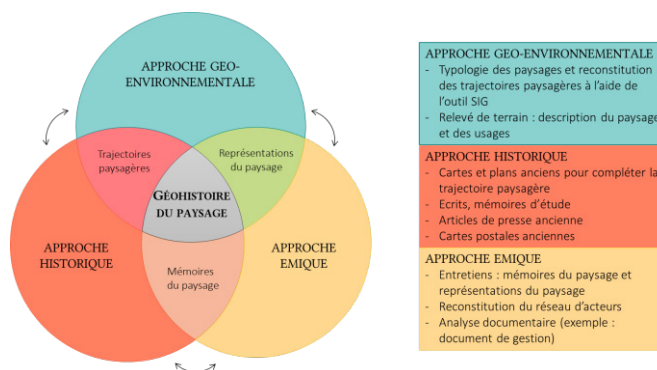 APPROCHE GEO-
ENVIRONNEMENTALE
Trajectoires
paysagères
Représentations
du paysage
GÉOHISTOIRE
DU PAYSAGE
APPROCHE
HISTORIQUE
APPROCHE
EMIQUE
Mémoires
du paysage
APPROCHE GEO-ENVIRONNEMENTALE
- Typologie des paysages et reconstitution
des trajectoires paysagères à l'aide de
l'outil SIG
- Relevé de terrain : description du paysage
et des usages
APPROCHE HISTORIQUE
- Cartes et plans anciens pour compléter la
trajectoire paysagère
- Ecrits, mémoires d'étude
- Articles de presse ancienne
- Cartes postales anciennes
APPROCHE EMIQUE
- Entretiens : mémoires du paysage et
représentations du paysage
- Reconstitution du réseau d'acteurs
- Analyse documentaire (exemple :
document de gestion)